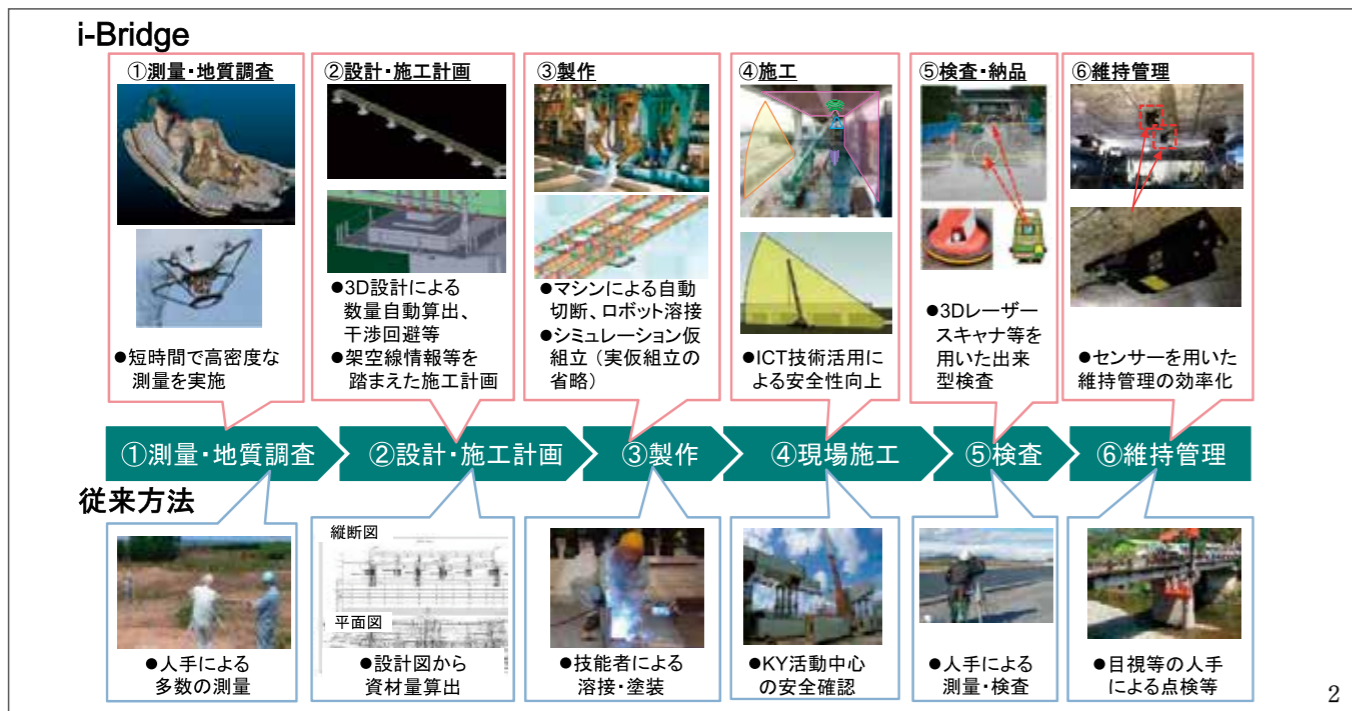 i-Bridge
①測量・地質調査
●短時間で高密度な
測量を実施
②設計・施工計画
●3D設計による
数量自動算出、
干渉回避等
●架空線情報等を
踏まえた施工計画
③製作
●マシンによる自動
切断、ロボット溶接
●シミュレーション仮
組立（実仮組立の
省略）
④施工
●ICT技術活用に
よる安全性向上
⑤検査・納品
●3Dレーザー
スキャナ等を
用いた出来
型検査
⑥維持管理
●センサーを用いた
維持管理の効率化
①測量・地質調査
②設計・施工計画
③製作
④現場施工
⑤検査
⑥維持管理
従来方法
●人手による
多数の測量
縦断図
平面図
●設計図から
資材量算出
●技能者による
溶接・塗装
●KY活動中心
の安全確認
●人手による
測量・検査
●目視等の人手
による点検等
2